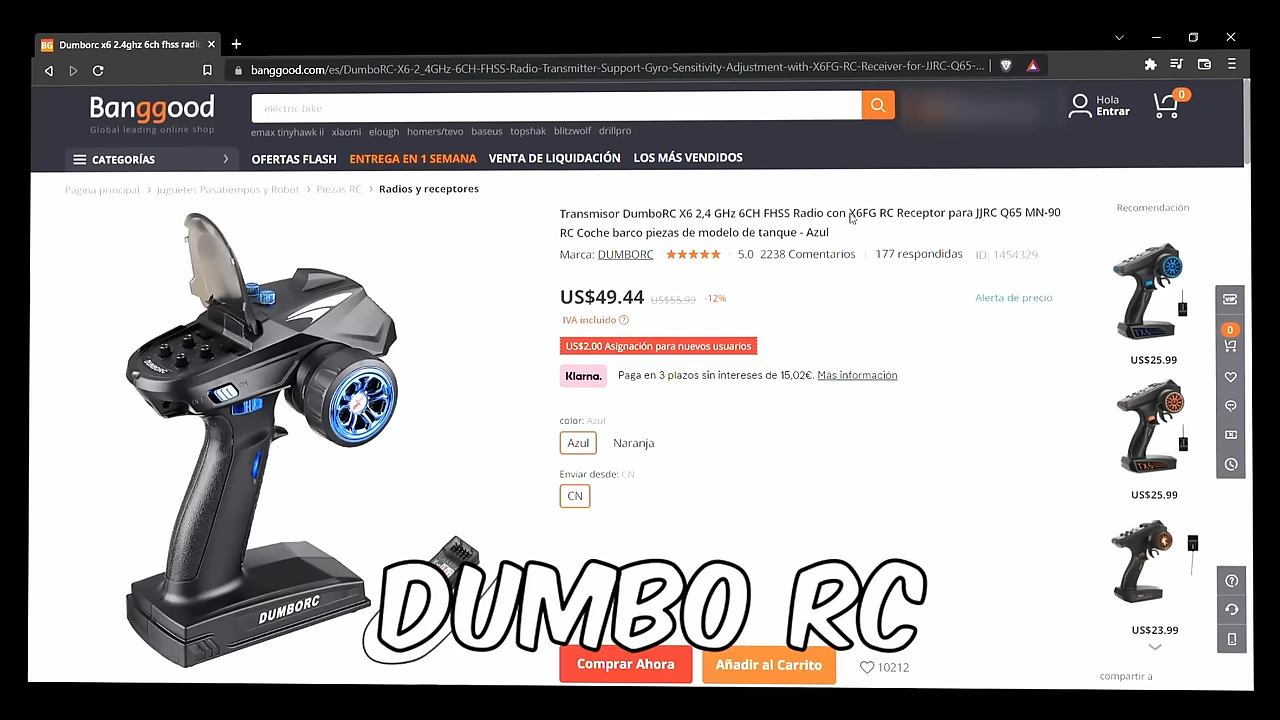 Dumborc x6 2.4ghz 6ch fhss radi
banggood.com/es/DumboRC-X6-2_4GHz-6CH-FHSS-Radio-Transmitter-Support-Gyro-Sensitivity-Adjustment-with-X6FG-RC-Receiver-for-JJRC-Q65-...
Banggood
Global leading online shop
electric bike
Hola
Entrar
0
emax tinyhawk ii xiaomi elough homers/tevo baseus topshak blitzwolf drillpro
CATEGORÍAS
OFERTAS FLASH ENTREGA EN 1 SEMANA VENTA DE LIQUIDACIÓN LOS MÁS VENDIDOS
Página principal > Juguetes Pasatiempos y Robot > Piezas RC > Radios y receptores
Transmisor DumboRC X6 2,4 GHz 6CH FHSS Radio con X6FG RC Receptor para JJRC Q65 MN-90
RC Coche barco piezas de modelo de tanque - Azul
Marca: DUMBORC 5.0 2238 Comentarios 177 respondidas ID: 1454329
US$49.44 US$55.99 -12%
Alerta de precio
IVA incluido
US$2.00 Asignación para nuevos usuarios
Klarna. Paga en 3 plazos sin intereses de 15,02€. Más información
color: Azul
Azul Naranja
Enviar desde: CN
CN
DUMBORC
DUMBORC
DUMBO RC
Comprar Ahora
Añadir al Carrito
10212
Recomendación
TX6
US$25.99
TX6
US$25.99
US$23.99
compartir a
VIP
0